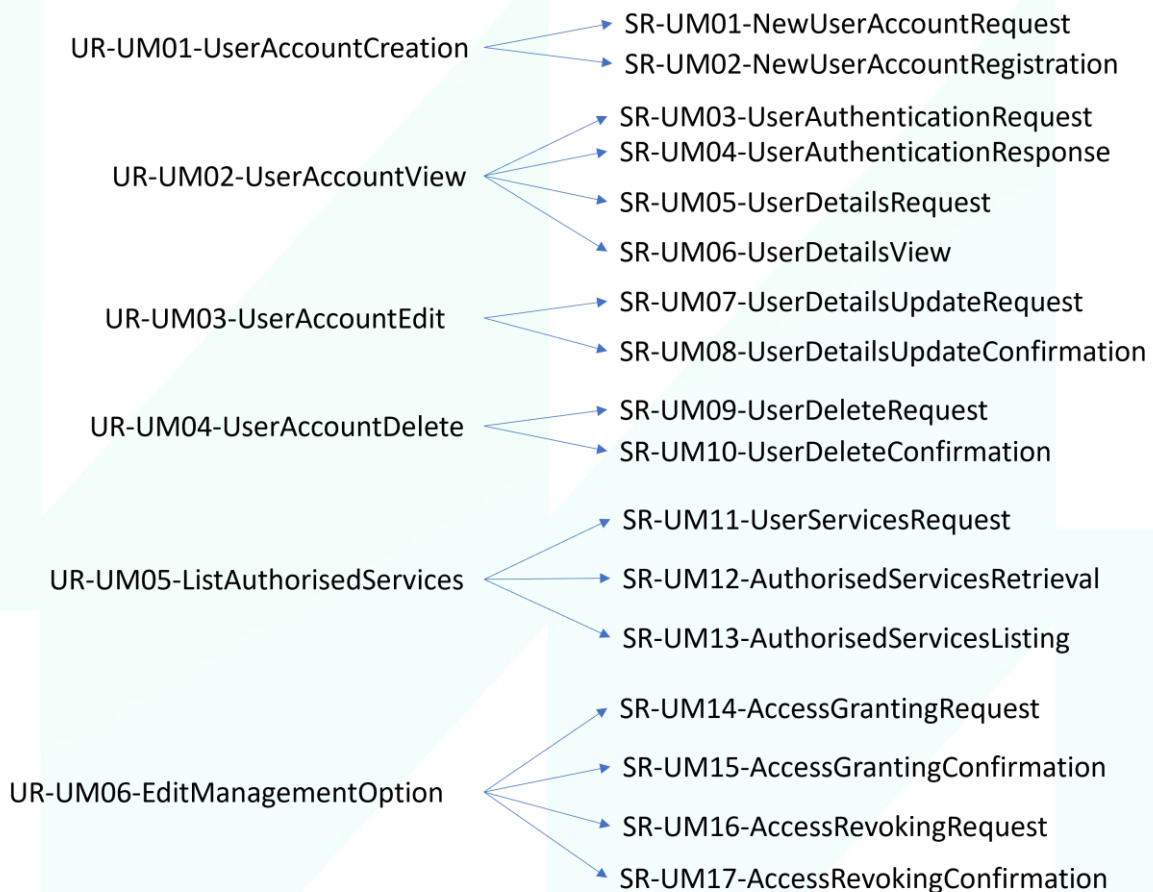 UR-UM01-UserAccountCreation
SR-UM01-NewUserAccountRequest
SR-UM02-NewUserAccountRegistration
UR-UM02-UserAccountView
SR-UM03-UserAuthenticationRequest
SR-UM04-UserAuthenticationResponse
SR-UM05-UserDetailsRequest
SR-UM06-UserDetailsView
UR-UM03-UserAccountEdit
SR-UM07-UserDetailsUpdateRequest
SR-UM08-UserDetailsUpdateConfirmation
UR-UM04-UserAccountDelete
SR-UM09-UserDeleteRequest
SR-UM10-UserDeleteConfirmation
UR-UM05-ListAuthorisedServices
SR-UM11-UserServicesRequest
SR-UM12-AuthorisedServicesRetrieval
SR-UM13-AuthorisedServicesListing
UR-UM06-EditManagementOption
SR-UM14-AccessGrantingRequest
SR-UM15-AccessGrantingConfirmation
SR-UM16-AccessRevokingRequest
SR-UM17-AccessRevokingConfirmation